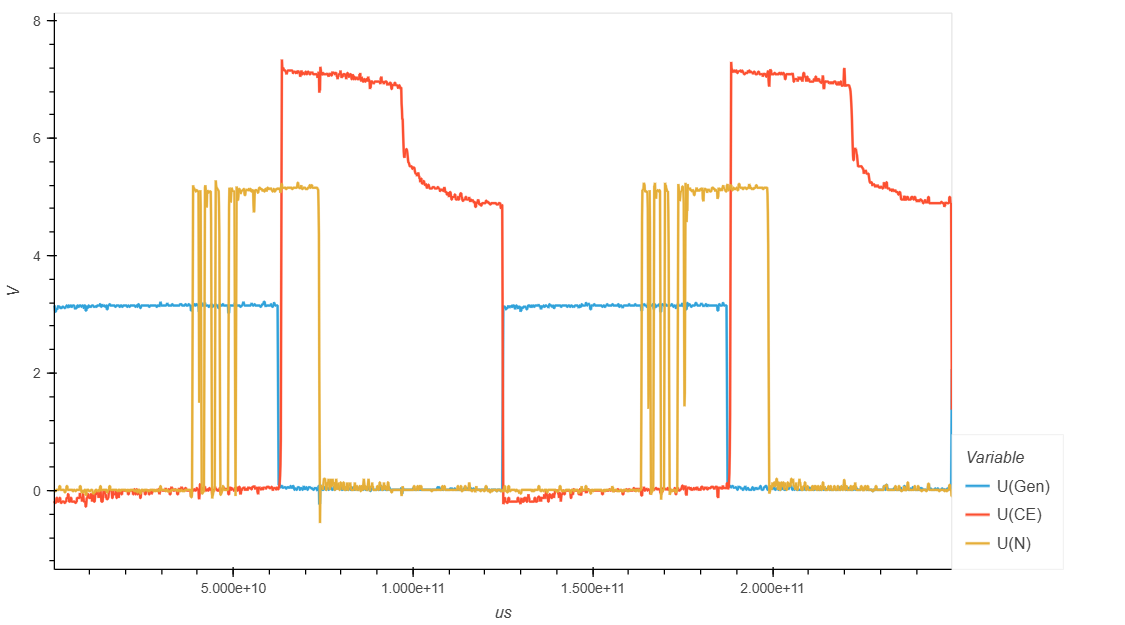 8
6
4
2
0
V
5.000e+10
1.000e+11
1.500e+11
2.000e+11
us
Variable
U(Gen)
U(CE)
U(N)